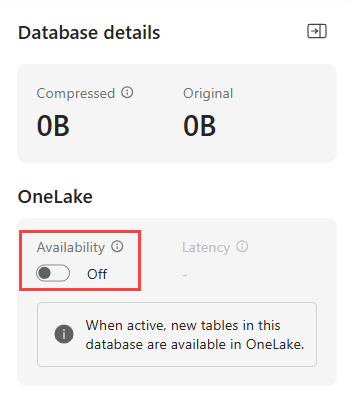 Database details
Compressed Original
0B 0B
OneLake
Availability Latency
Off -
When active, new tables in this
database are available in OneLake.